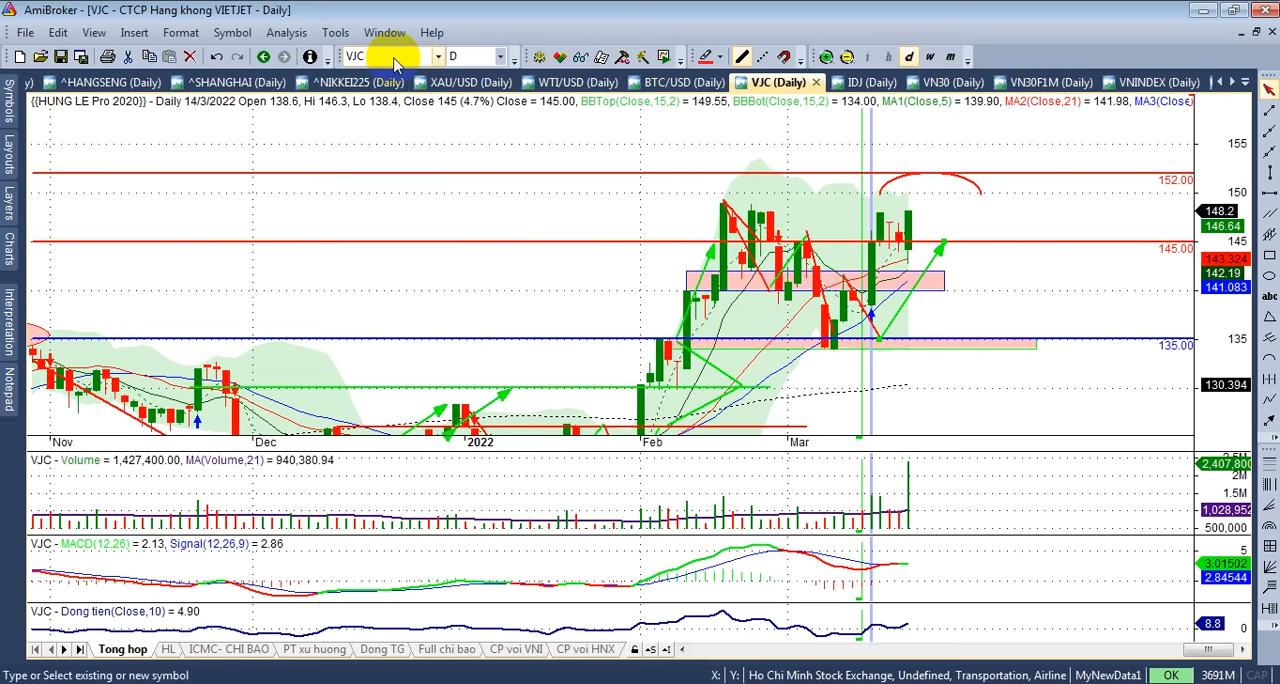 AmiBroker - [VJC - CTCP Hang khong VIETJET - Daily]
File Edit View Insert Format Symbol Analysis Tools Window Help
VJC D d w m
^HANGSENG (Daily) ^SHANGHAI (Daily) ^NIKKEI225 (Daily) XAU/USD (Daily) WTI/USD (Daily) BTC/USD (Daily) VJC (Daily) IDJ (Daily) VN30 (Daily) VN30F1M (Daily) VNINDEX (Daily)
{{HUNG LE Pro 2020}} - Daily 14/3/2022 Open 138.6, Hi 146.3, Lo 138.4, Close 145 (4.7%) Close = 145.00, BBTop(Close,15,2) = 149.55, BBBot(Close,15,2) = 134.00, MA1(Close,5) = 139.90, MA2(Close,21) = 141.98, MA3(Close
Symbols
Layouts
Layers
Charts
Interpretation
Notepad
155
152.00
150
148.2
146.64
145
145.00
143.324
142.19
141.083
135
135.00
130.394
Nov Dec 2022 Feb Mar
VJC - Volume = 1,427,400.00, MA(Volume,21) = 940,380.94
2,407,800
2M
1.5M
1,028,952
500,000
VJC - MACD(12,26) = 2.13, Signal(12,26,9) = 2.86
5
3.01502
2.84544
VJC - Dong tien(Close,10) = 4.90
8.8
0
Tong hop HL ICMC- CHI BAO PT xu huong Dong TG Full chi bao CP voi VNI CP voi HNX
Type or Select existing or new symbol X: Y: Ho Chi Minh Stock Exchange, Undefined, Transportation, Airline MyNewData1 OK 3691M CAP
abc